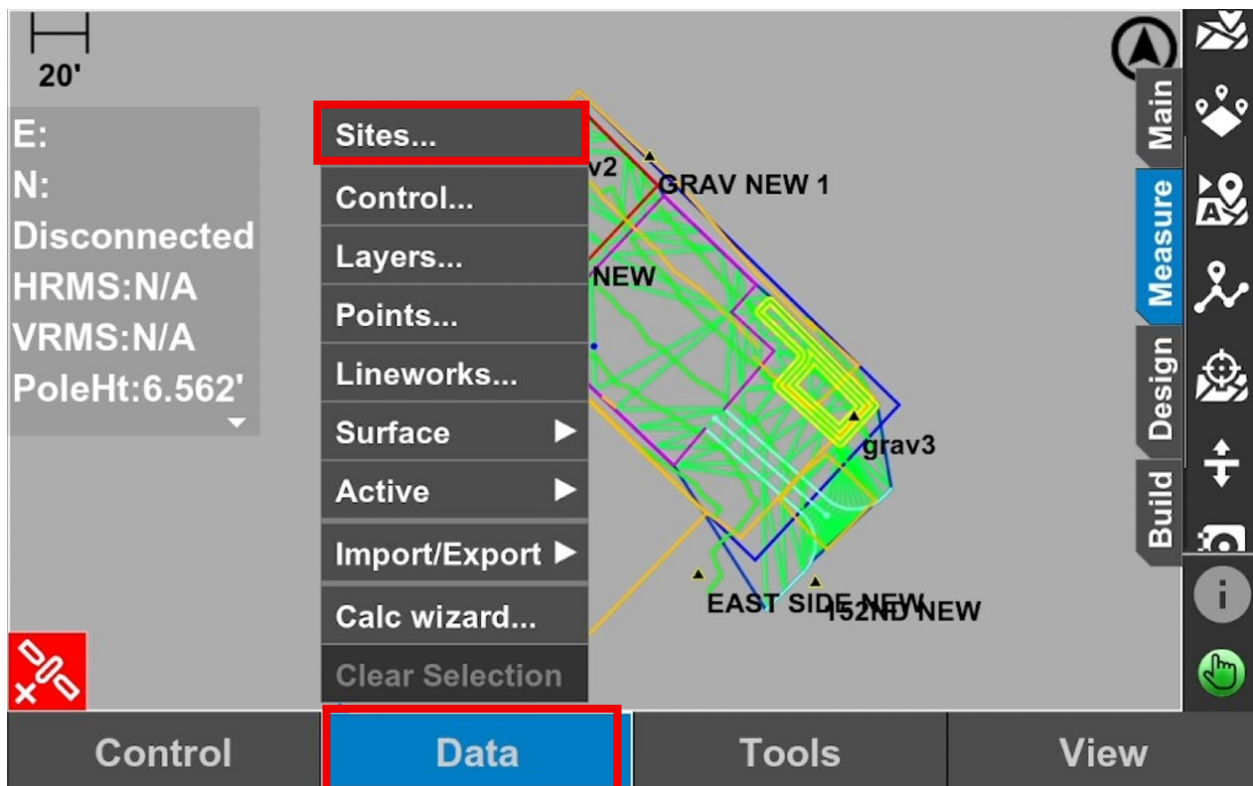 20'
E:
N:
Disconnected
HRMS:N/A
VRMS:N/A
PoleHt:6.562'
Sites...
Control...
Layers...
Points...
Lineworks...
Surface
Active
Import/Export
Calc wizard...
Clear Selection
v2
GRAV NEW 1
NEW
grav3
EAST SIDE NEW
152ND NEW
Main
Measure
Design
Build
A
i
Control
Data
Tools
View